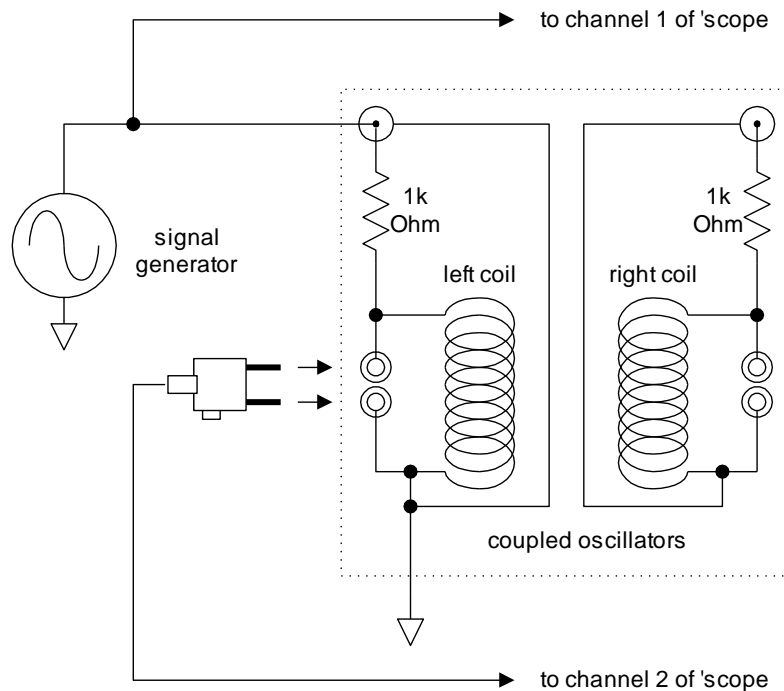 to channel 1 of 'scope
1k
Ohm
1k
Ohm
signal
generator
left coil
right coil
coupled oscillators
to channel 2 of 'scope